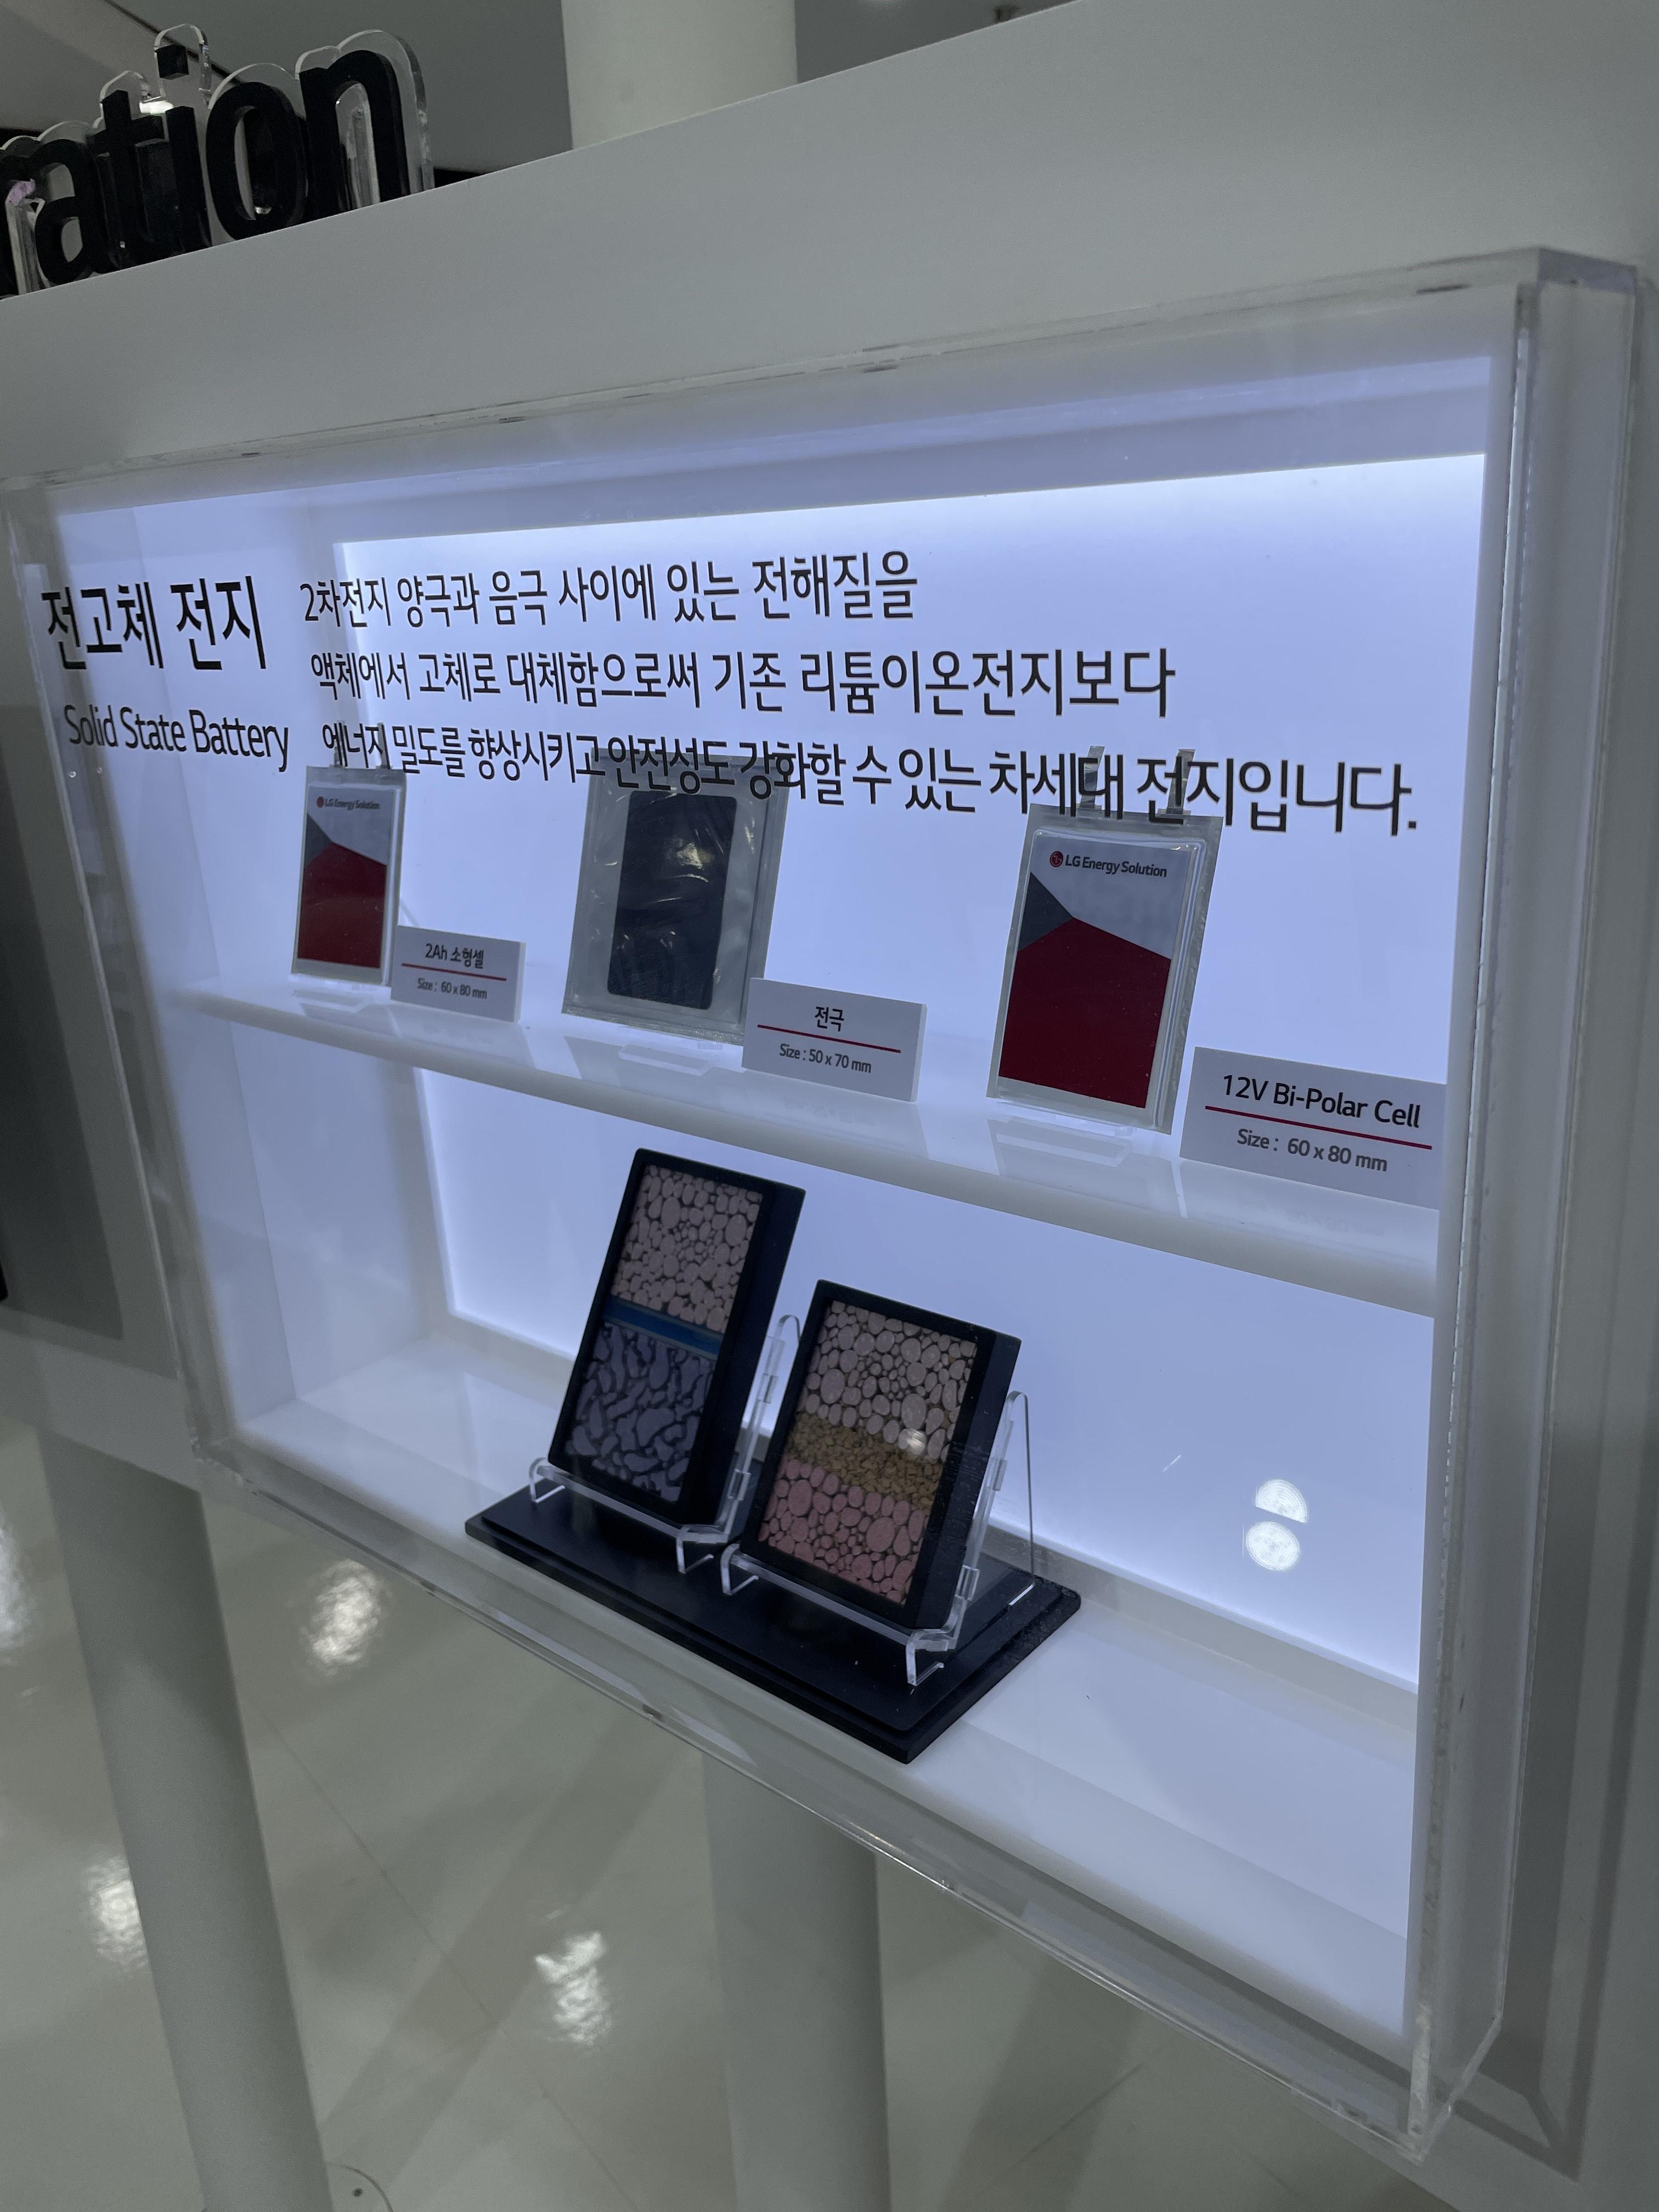 ration
전고체 전지
Solid State Battery
2차전지 양극과 음극 사이에 있는 전해질을
액체에서 고체로 대체함으로써 기존 리튬이온전지보다
에너지 밀도를 향상시키고 안전성도 강화할 수 있는 차세대 전지입니다.
LG Energy Solution
2Ah 소형셀
Size : 60 x 80 mm
전극
Size : 50 x 70 mm
LG Energy Solution
12V Bi-Polar Cell
Size : 60 x 80 mm